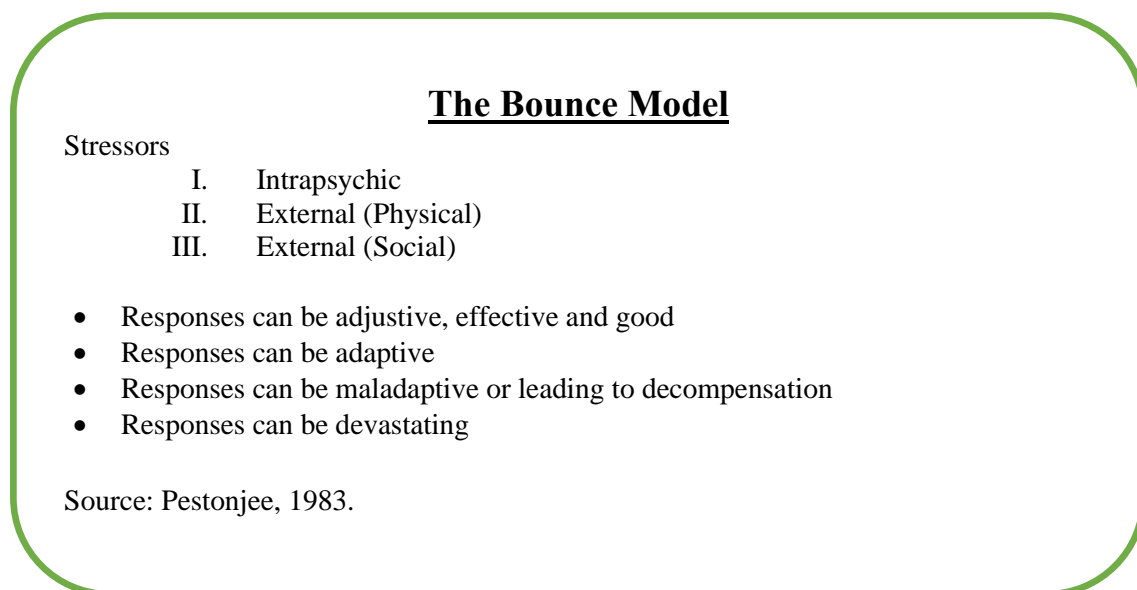 The Bounce Model
Stressors
I. Intrapsychic
II. External (Physical)
III. External (Social)
• Responses can be adjustive, effective and good
• Responses can be adaptive
• Responses can be maladaptive or leading to decompensation
• Responses can be devastating
Source: Pestonjee, 1983.